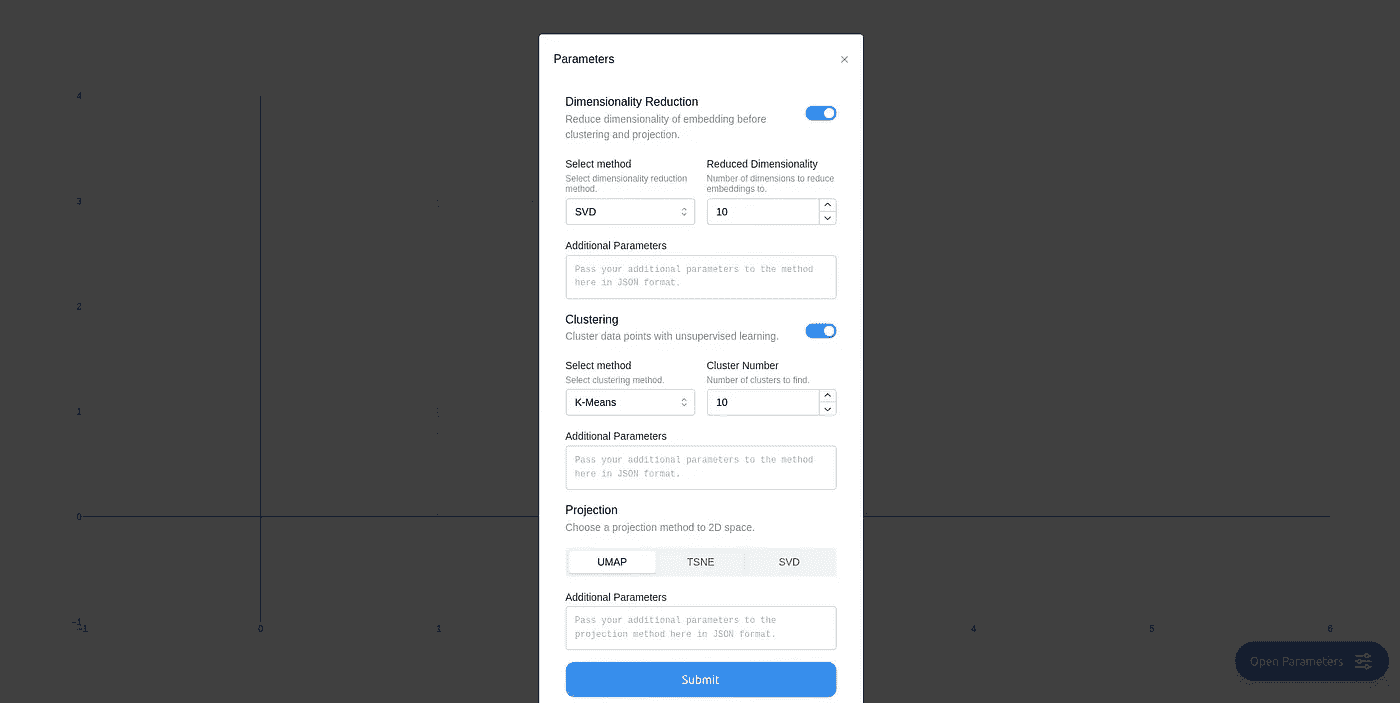 Parameters
×
Dimensionality Reduction
Reduce dimensionality of embedding before
clustering and projection.
Select method
Select dimensionality reduction
method.
SVD
Reduced Dimensionality
Number of dimensions to reduce
embeddings to.
10
Additional Parameters
Pass your additional parameters to the method
here in JSON format.
Clustering
Cluster data points with unsupervised learning.
Select method
Select clustering method.
K-Means
Cluster Number
Number of clusters to find.
10
Additional Parameters
Pass your additional parameters to the method
here in JSON format.
Projection
Choose a projection method to 2D space.
UMAP TSNE SVD
Additional Parameters
Pass your additional parameters to the
projection method here in JSON format.
Submit
4
3
2
1
0
−1
−1 0 1 4 5 6
Open Parameters